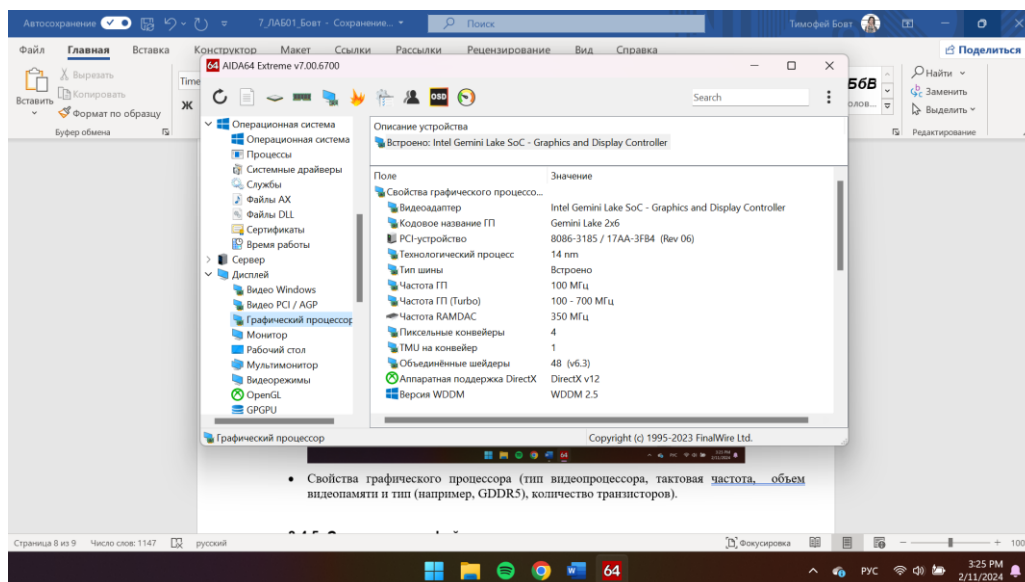 Автосохранение
7_ЛАБ01_Бовт - Сохранение...
Поиск
Тимофей Бовт
Файл Главная Вставка Конструктор Макет Ссылки Рассылки Рецензирование Вид Справка
Поделиться
Вставить
Вырезать
Копировать
Формат по образцу
Буфер обмена
Time
Ж
БбВ
Найти
Заменить
Выделить
Редактирование
64 AIDA64 Extreme v7.00.6700
OSD
Search
Операционная система
Операционная система
Процессы
Системные драйверы
Службы
Файлы AX
Файлы DLL
Сертификаты
Время работы
Сервер
Дисплей
Видео Windows
Видео PCI / AGP
Графический процессор
Монитор
Рабочий стол
Мультимонитор
Видеорежимы
OpenGL
GPGPU
Описание устройства
Встроено: Intel Gemini Lake SoC - Graphics and Display Controller
Поле Значение
Свойства графического процессо...
Видеоадаптер Intel Gemini Lake SoC - Graphics and Display Controller
Кодовое название ГП Gemini Lake 2x6
PCI-устройство 8086-3185 / 17AA-3FB4 (Rev 06)
Технологический процесс 14 nm
Тип шины Встроено
Частота ГП 100 МГц
Частота ГП (Turbo) 100 - 700 МГц
Частота RAMDAC 350 МГц
Пиксельные конвейеры 4
TMU на конвейер 1
Объединённые шейдеры 48 (v6.3)
Аппаратная поддержка DirectX DirectX v12
Версия WDDM WDDM 2.5
Графический процессор
Copyright (c) 1995-2023 FinalWire Ltd.
• Свойства графического процессора (тип видеопроцессора, тактовая частота, объем
видеопамяти и тип (например, GDDR5), количество транзисторов).
Страница 8 из 9 Число слов: 1147 русский
Фокусировка
100
64
РУС
3:25 PM
2/11/2024